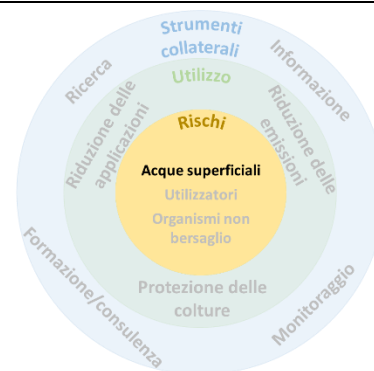 Strumenti
collaterali
Ricerca
Informazione
Utilizzo
Riduzione delle
applicazioni
Riduzione delle
emissioni
Rischi
Acque superficiali
Utilizzatori
Organismi non
bersaglio
Protezione delle
colture
Formazione/consulenza
Monitoraggio